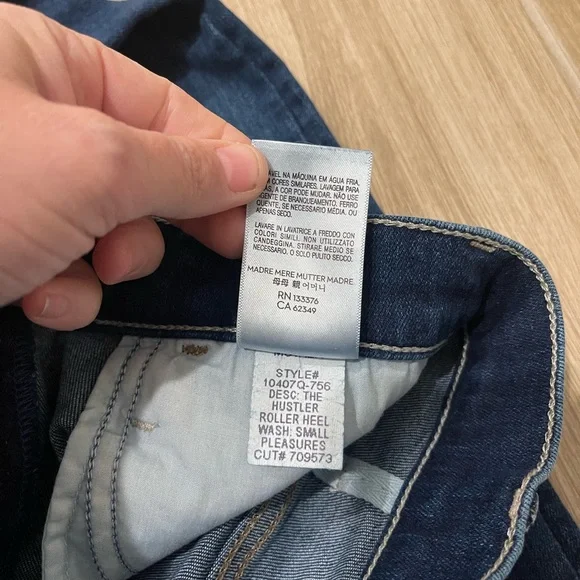 NA MÁQUINA EM ÁGUA FRIA,
CORES SIMILARES. LAVAGEM PARA
A COR PODE MUDAR. NÃO USE
AGENTE DE BRANQUEAMENTO. FERRO
QUENTE, SE NECESSÁRIO MÉDIA. OU
APENAS SECO.
LAVARE IN LAVATRICE A FREDDO CON
COLORI SIMILI. NON UTILIZZATO
CANDEGGINA. STIRARE MEDIO SE
NECESSARIO. O SOLO PULITO SECCO.
MADRE MERE MUTTER MADRE
母母 親 어머니
RN 133376
CA 62349
STYLE#
10407Q-756
DESC: THE
HUSTLER
ROLLER HEEL
WASH: SMALL
PLEASURES
CUT# 709573